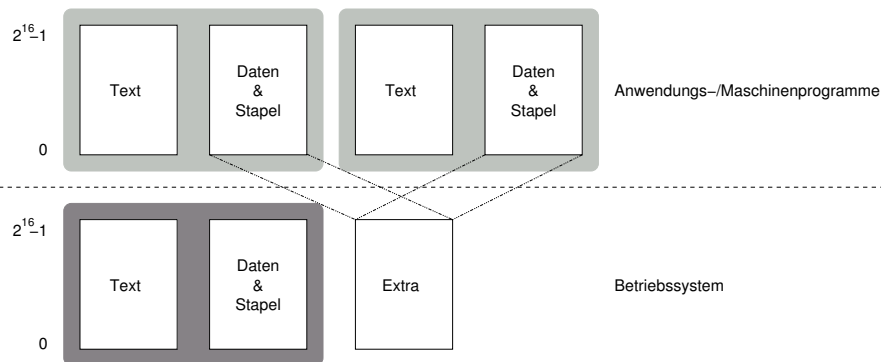 2^16−1
Text
Daten
&
Stapel
Text
Daten
&
Stapel
Anwendungs−/Maschinenprogramme
0
2^16−1
Text
Daten
&
Stapel
Extra
Betriebssystem
0